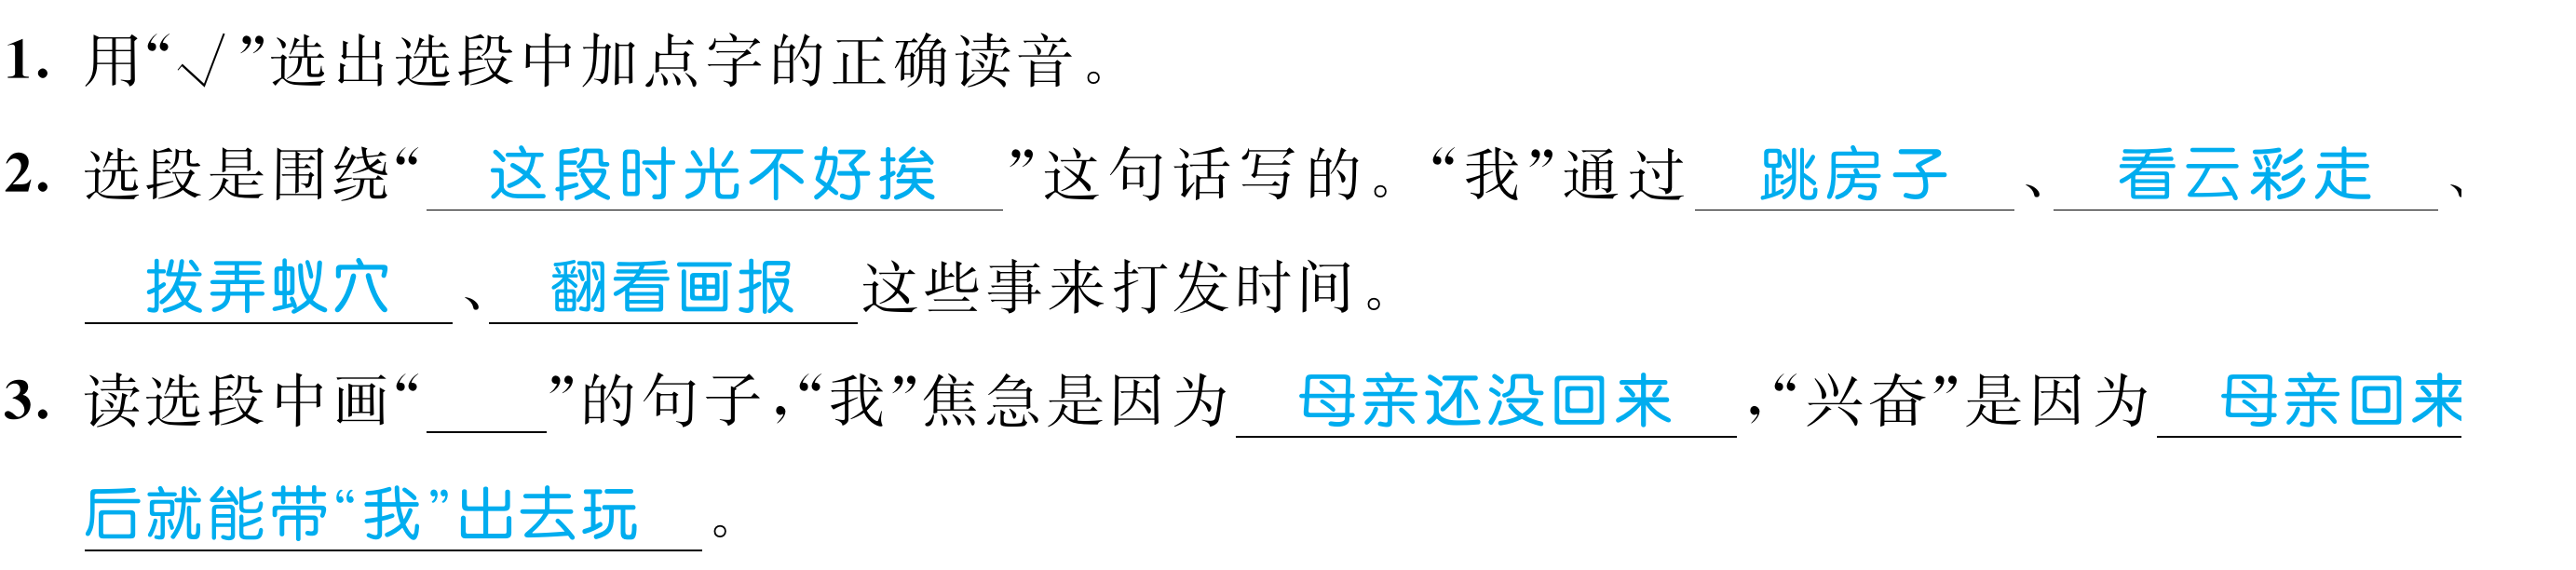 1. 用“√”选出选段中加点字的正确读音。
2. 选段是围绕“ 这段时光不好挨 ”这句话写的。“我”通过 跳房子 、 看云彩走 、
拨弄蚁穴 、 翻看画报 这些事来打发时间。
3. 读选段中画“____”的句子,“我”焦急是因为 母亲还没回来 ,“兴奋”是因为 母亲回来
后就能带“我”出去玩 。